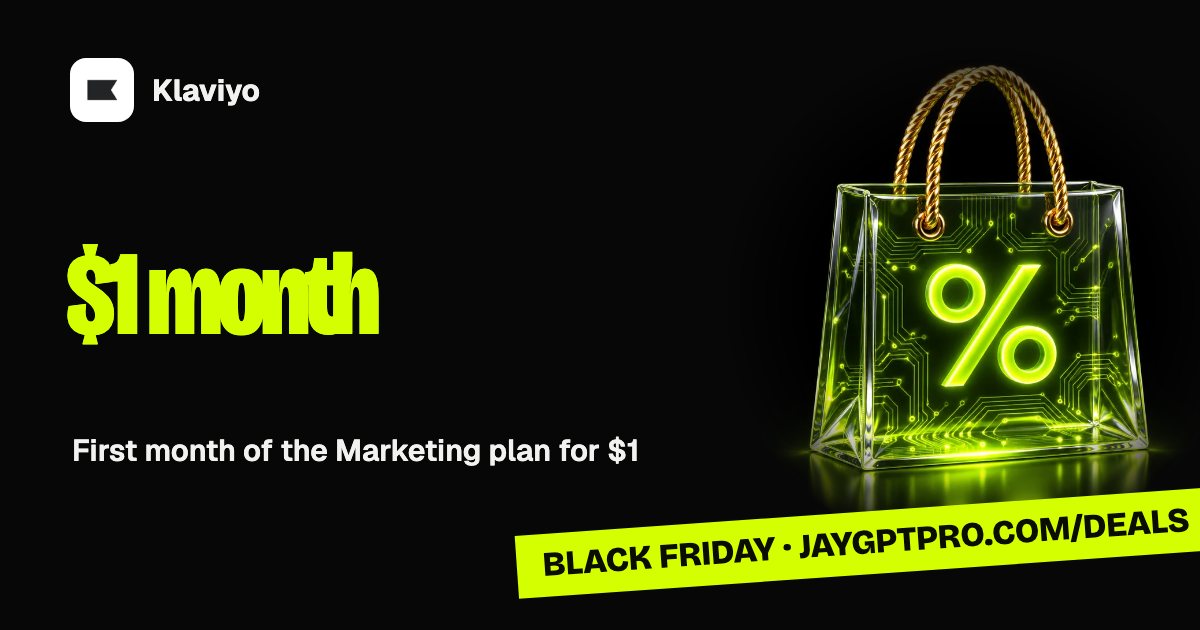 Klaviyo
$1 month
First month of the Marketing plan for $1
%
BLACK FRIDAY · JAYGPTPRO.COM/DEALS